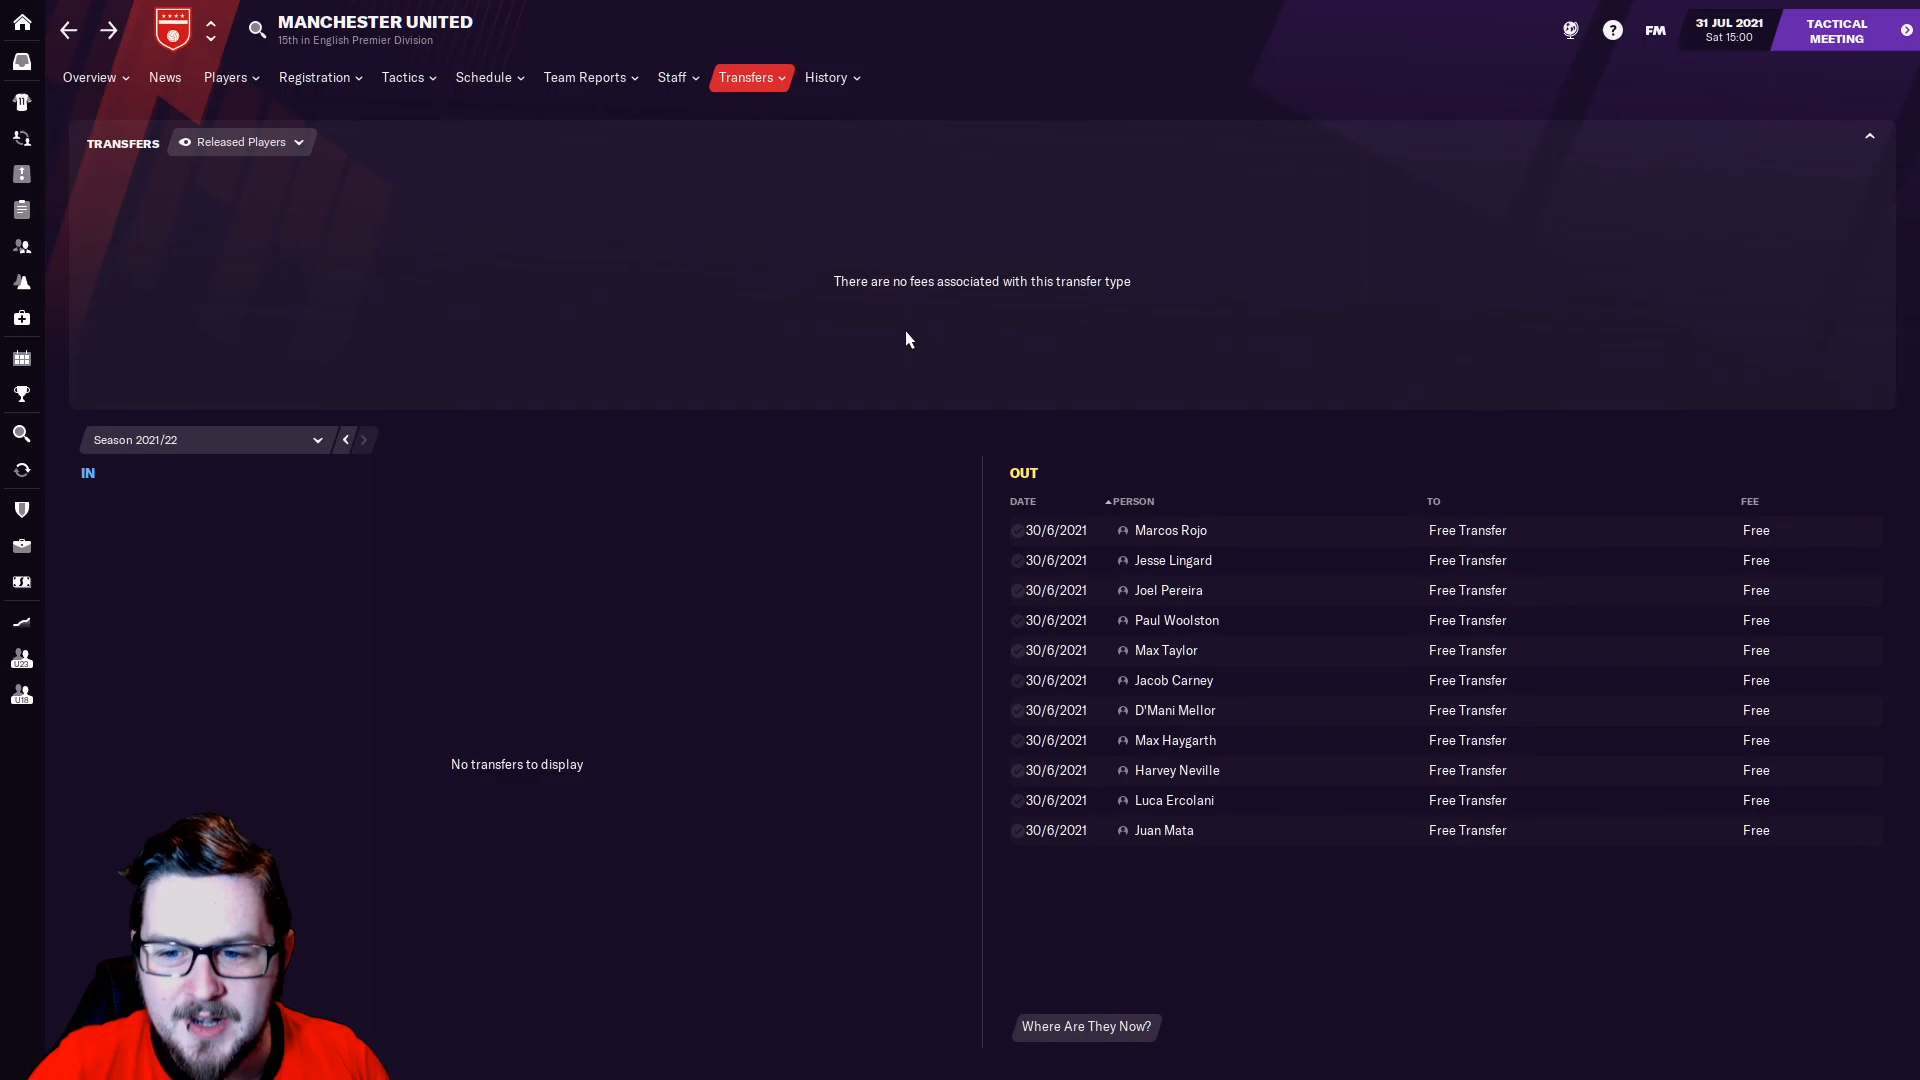 MANCHESTER UNITED
15th in English Premier Division
FM
31 JUL 2021
Sat 15:00
TACTICAL
MEETING
Overview
News
Players
Registration
Tactics
Schedule
Team Reports
Staff
Transfers
History
TRANSFERS
Released Players
There are no fees associated with this transfer type
Season 2021/22
IN
No transfers to display
OUT
DATE PERSON TO FEE
30/6/2021 Marcos Rojo Free Transfer Free
30/6/2021 Jesse Lingard Free Transfer Free
30/6/2021 Joel Pereira Free Transfer Free
30/6/2021 Paul Woolston Free Transfer Free
30/6/2021 Max Taylor Free Transfer Free
30/6/2021 Jacob Carney Free Transfer Free
30/6/2021 D'Mani Mellor Free Transfer Free
30/6/2021 Max Haygarth Free Transfer Free
30/6/2021 Harvey Neville Free Transfer Free
30/6/2021 Luca Ercolani Free Transfer Free
30/6/2021 Juan Mata Free Transfer Free
Where Are They Now?
U23
U18